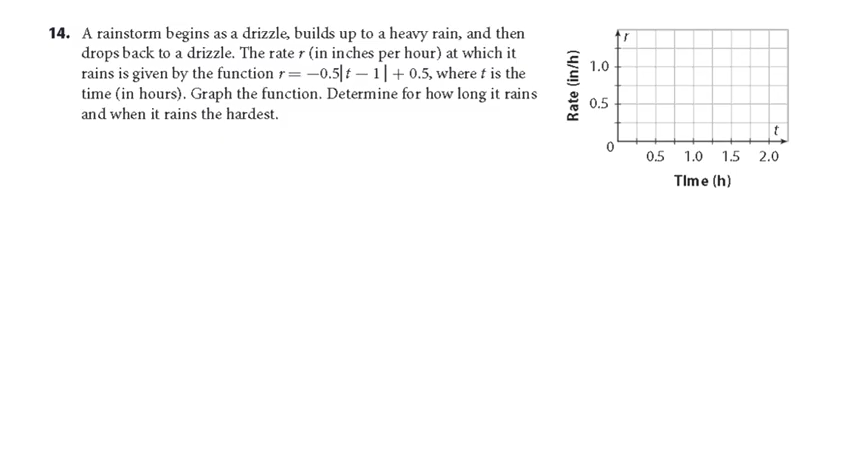 14. A rainstorm begins as a drizzle, builds up to a heavy rain, and then
drops back to a drizzle. The rate r (in inches per hour) at which it
rains is given by the function r = −0.5|t − 1| + 0.5, where t is the
time (in hours). Graph the function. Determine for how long it rains
and when it rains the hardest.
r
Rate (in/h)
1.0
0.5
0
t
0.5 1.0 1.5 2.0
TIme (h)